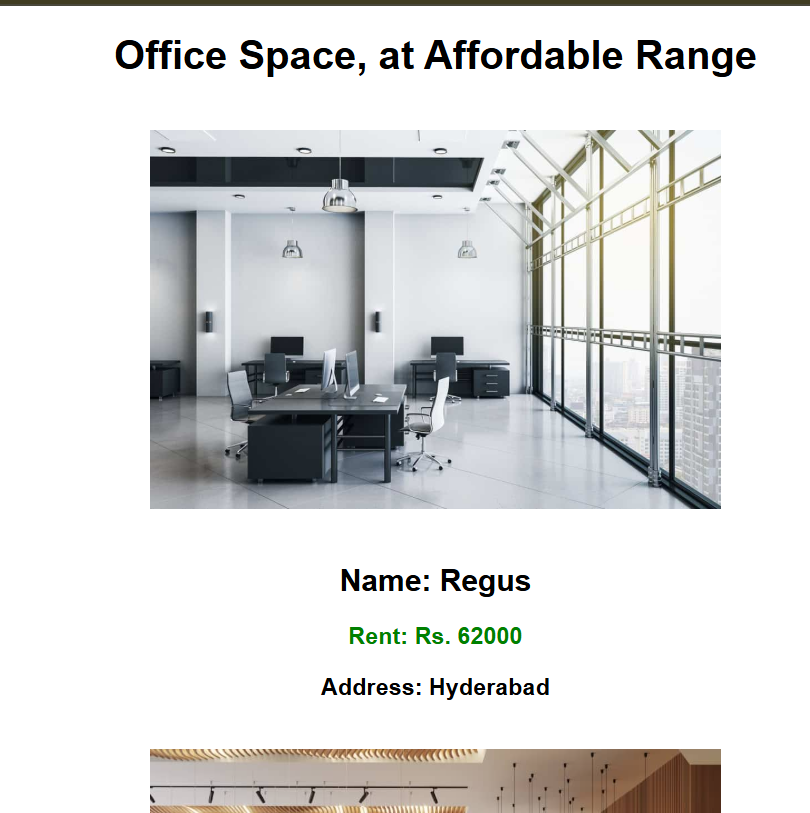 Office Space, at Affordable Range
Name: Regus
Rent: Rs. 62000
Address: Hyderabad